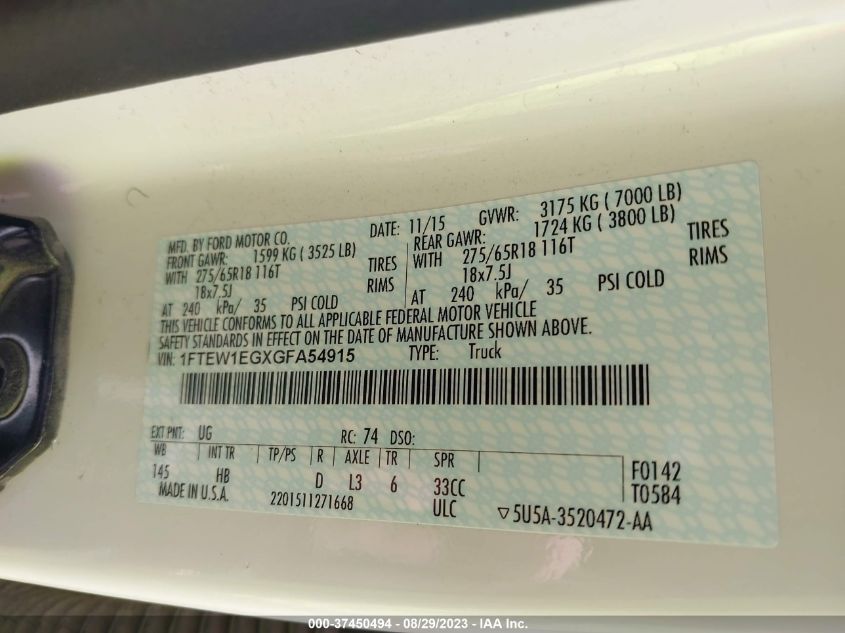 MFD. BY FORD MOTOR CO.
DATE: 11/15 GVWR: 3175 KG ( 7000 LB)
FRONT GAWR: 1599 KG ( 3525 LB)
REAR GAWR: 1724 KG ( 3800 LB)
WITH 275/65R18 116T TIRES
WITH 275/65R18 116T TIRES
18x7.5J RIMS
18x7.5J RIMS
AT 240 kPa/ 35 PSI COLD
AT 240 kPa/ 35 PSI COLD
THIS VEHICLE CONFORMS TO ALL APPLICABLE FEDERAL MOTOR VEHICLE
SAFETY STANDARDS IN EFFECT ON THE DATE OF MANUFACTURE SHOWN ABOVE.
VIN: 1FTEW1EGXGFA54915 TYPE: Truck
EXT PNT: UG RC: 74 DSO:
WB INT TR TP/PS R AXLE TR SPR
145 HB D L3 6 33CC
F0142
T0584
MADE IN U.S.A. 2201511271668 ULC ▽5U5A-3520472-AA
000-37450494 - 08/29/2023 - IAA Inc.